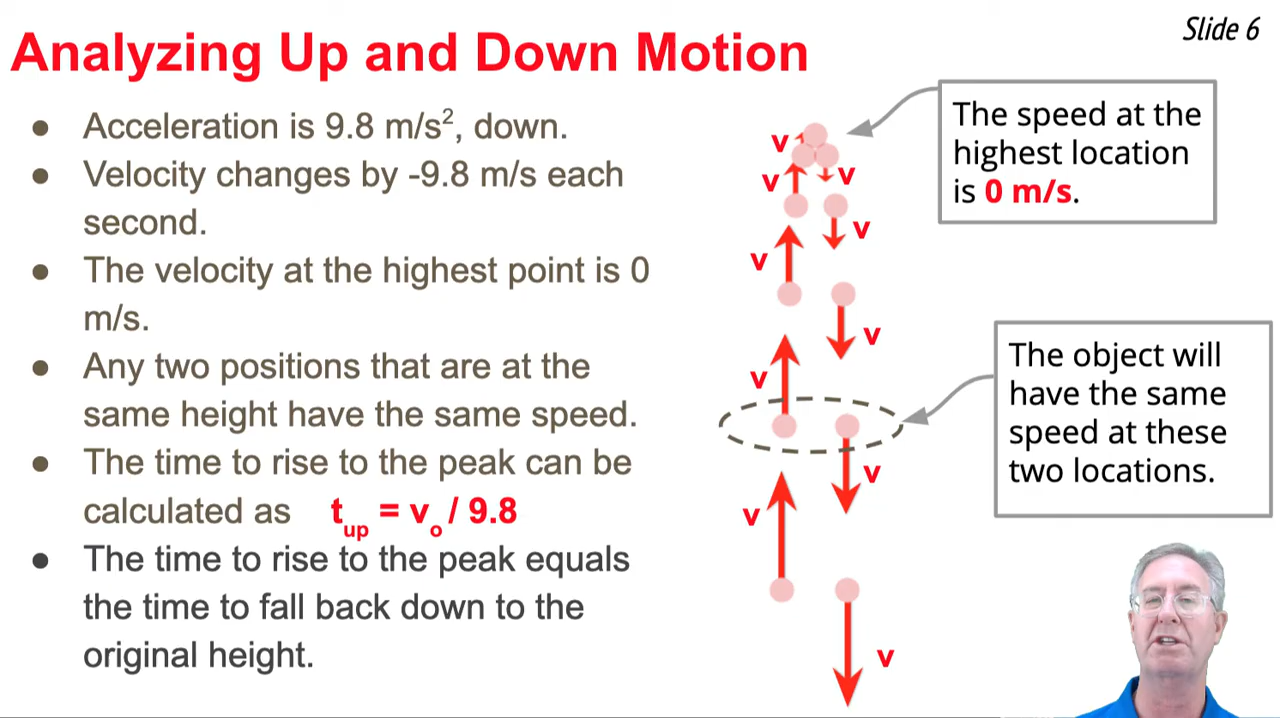 Slide 6
Analyzing Up and Down Motion
● Acceleration is 9.8 m/s², down.
● Velocity changes by -9.8 m/s each
second.
● The velocity at the highest point is 0
m/s.
● Any two positions that are at the
same height have the same speed.
● The time to rise to the peak can be
calculated as t_up = v_o / 9.8
● The time to rise to the peak equals
the time to fall back down to the
original height.
The speed at the
highest location
is 0 m/s.
v
v
v
v
v
v
v
v
v
v
The object will
have the same
speed at these
two locations.